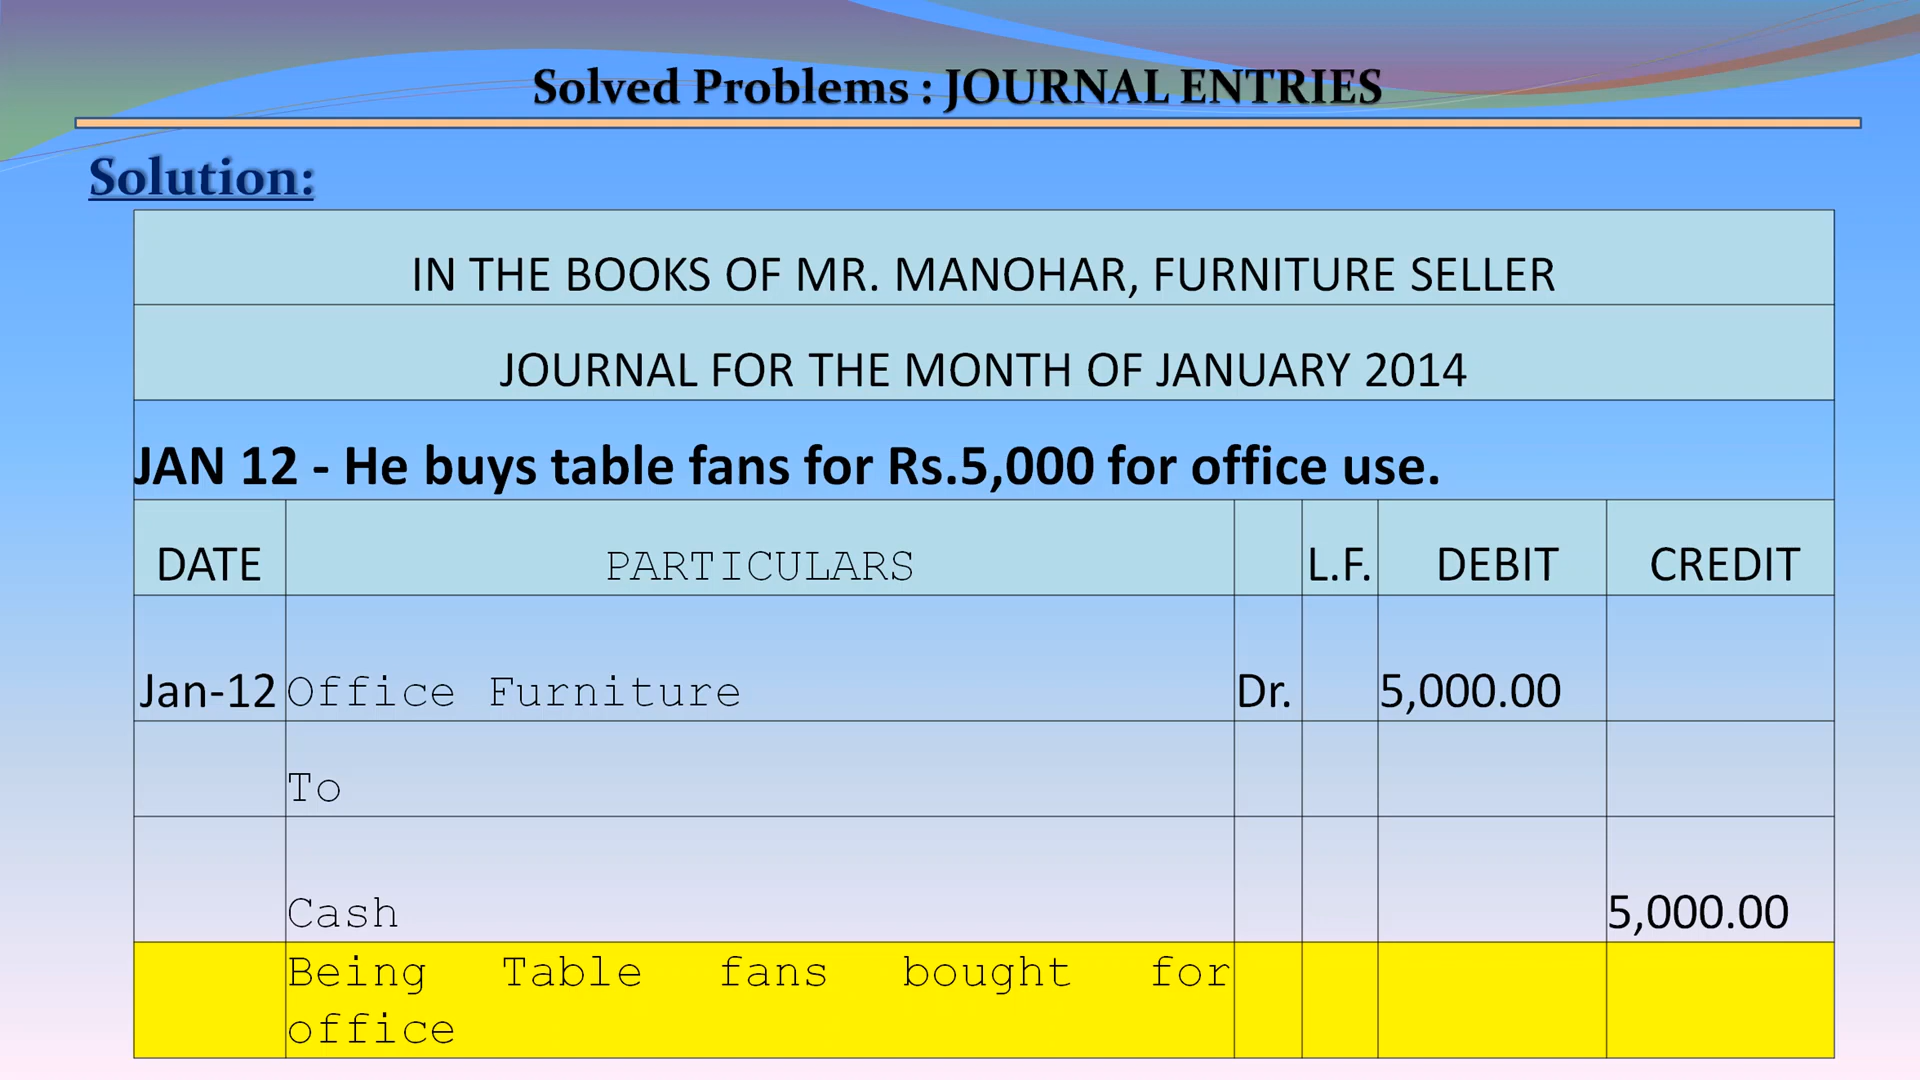 Solved Problems : JOURNAL ENTRIES
Solution:
IN THE BOOKS OF MR. MANOHAR, FURNITURE SELLER
JOURNAL FOR THE MONTH OF JANUARY 2014
JAN 12 - He buys table fans for Rs.5,000 for office use.
DATE PARTICULARS L.F. DEBIT CREDIT
Jan-12 Office Furniture Dr. 5,000.00
To
Cash 5,000.00
Being Table fans bought for
office